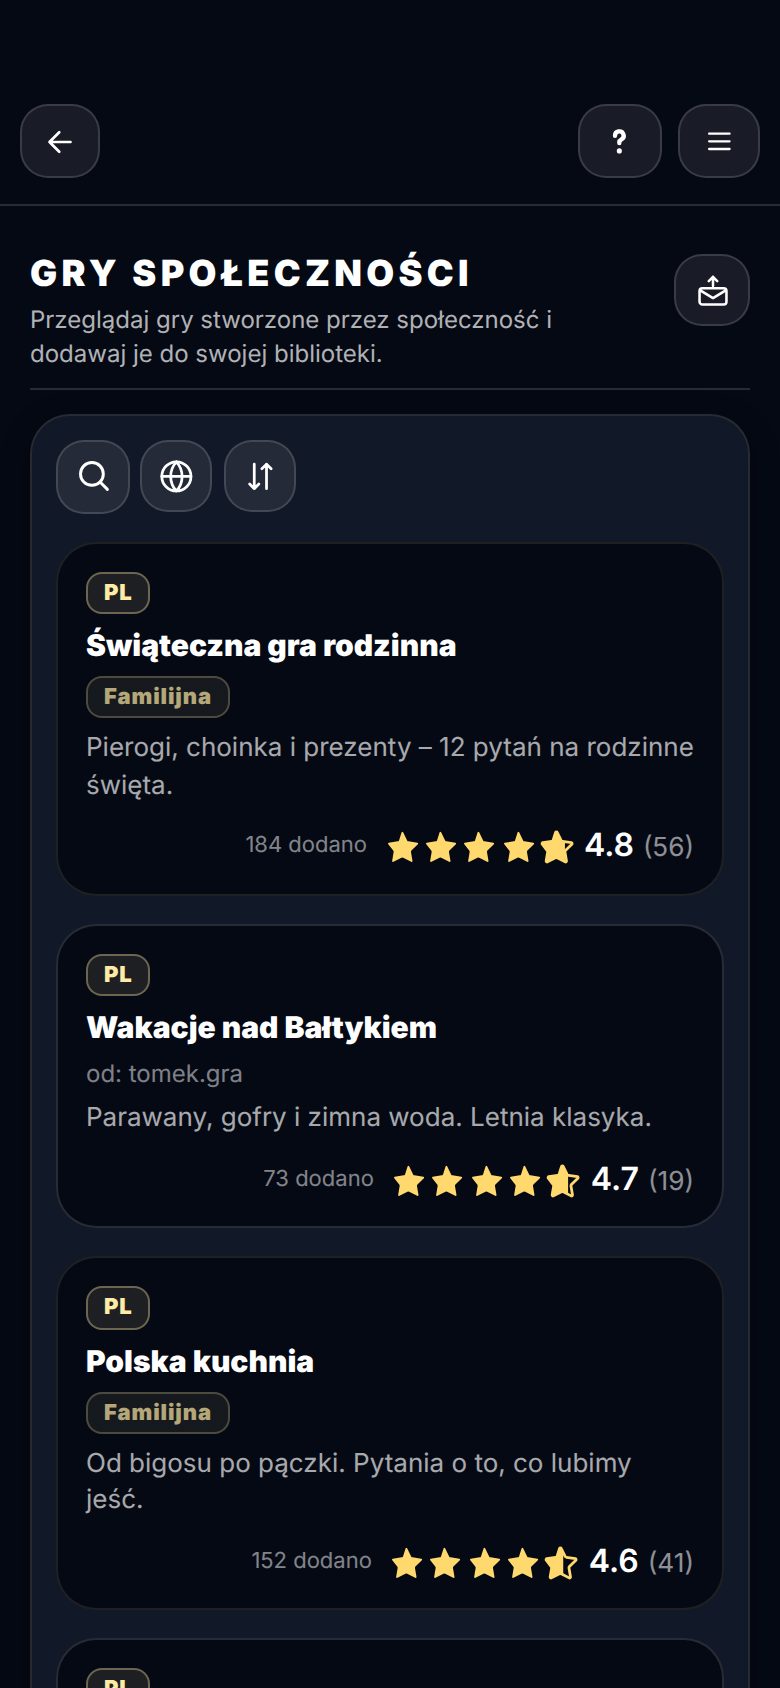 ?
GRY SPOŁECZNOŚCI
Przeglądaj gry stworzone przez społeczność i
dodawaj je do swojej biblioteki.
PL
Świąteczna gra rodzinna
Familijna
Pierogi, choinka i prezenty – 12 pytań na rodzinne
święta.
184 dodano 4.8 (56)
PL
Wakacje nad Bałtykiem
od: tomek.gra
Parawany, gofry i zimna woda. Letnia klasyka.
73 dodano 4.7 (19)
PL
Polska kuchnia
Familijna
Od bigosu po pączki. Pytania o to, co lubimy
jeść.
152 dodano 4.6 (41)
PL